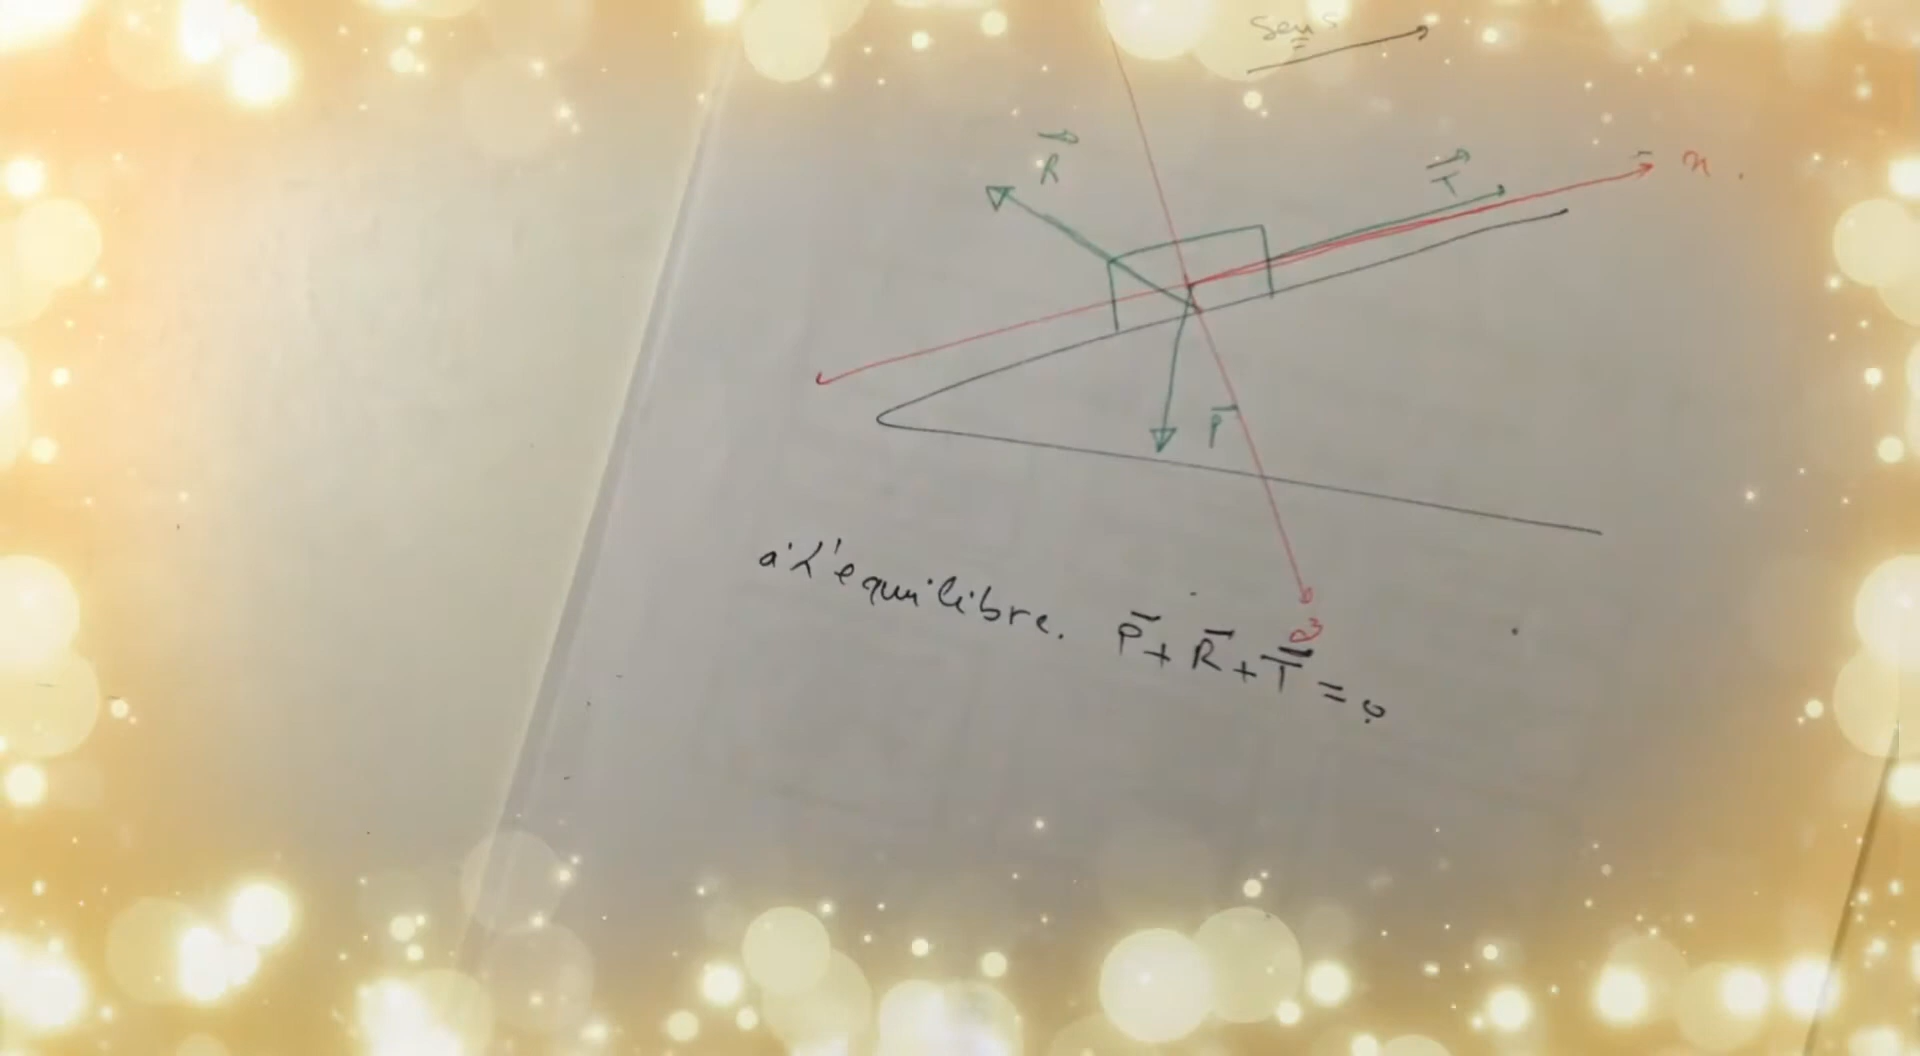 Sens
R
T
x
P
y
à l'equilibre. P + R + T = 0